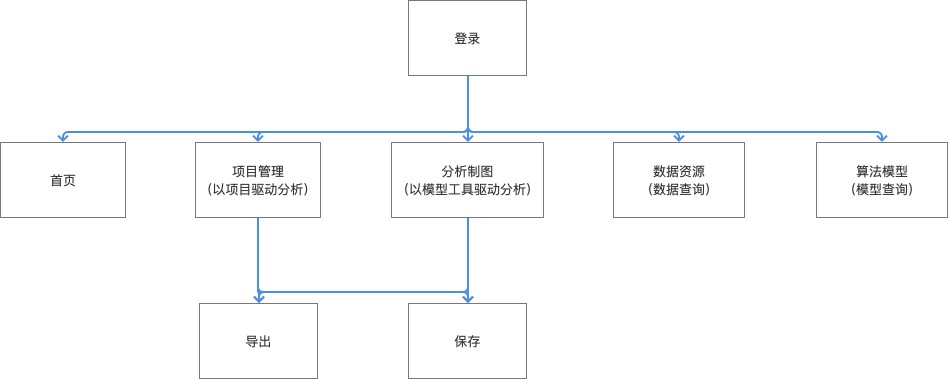 登录
首页
项目管理
(以项目驱动分析)
分析制图
(以模型工具驱动分析)
数据资源
(数据查询)
算法模型
(模型查询)
导出
保存